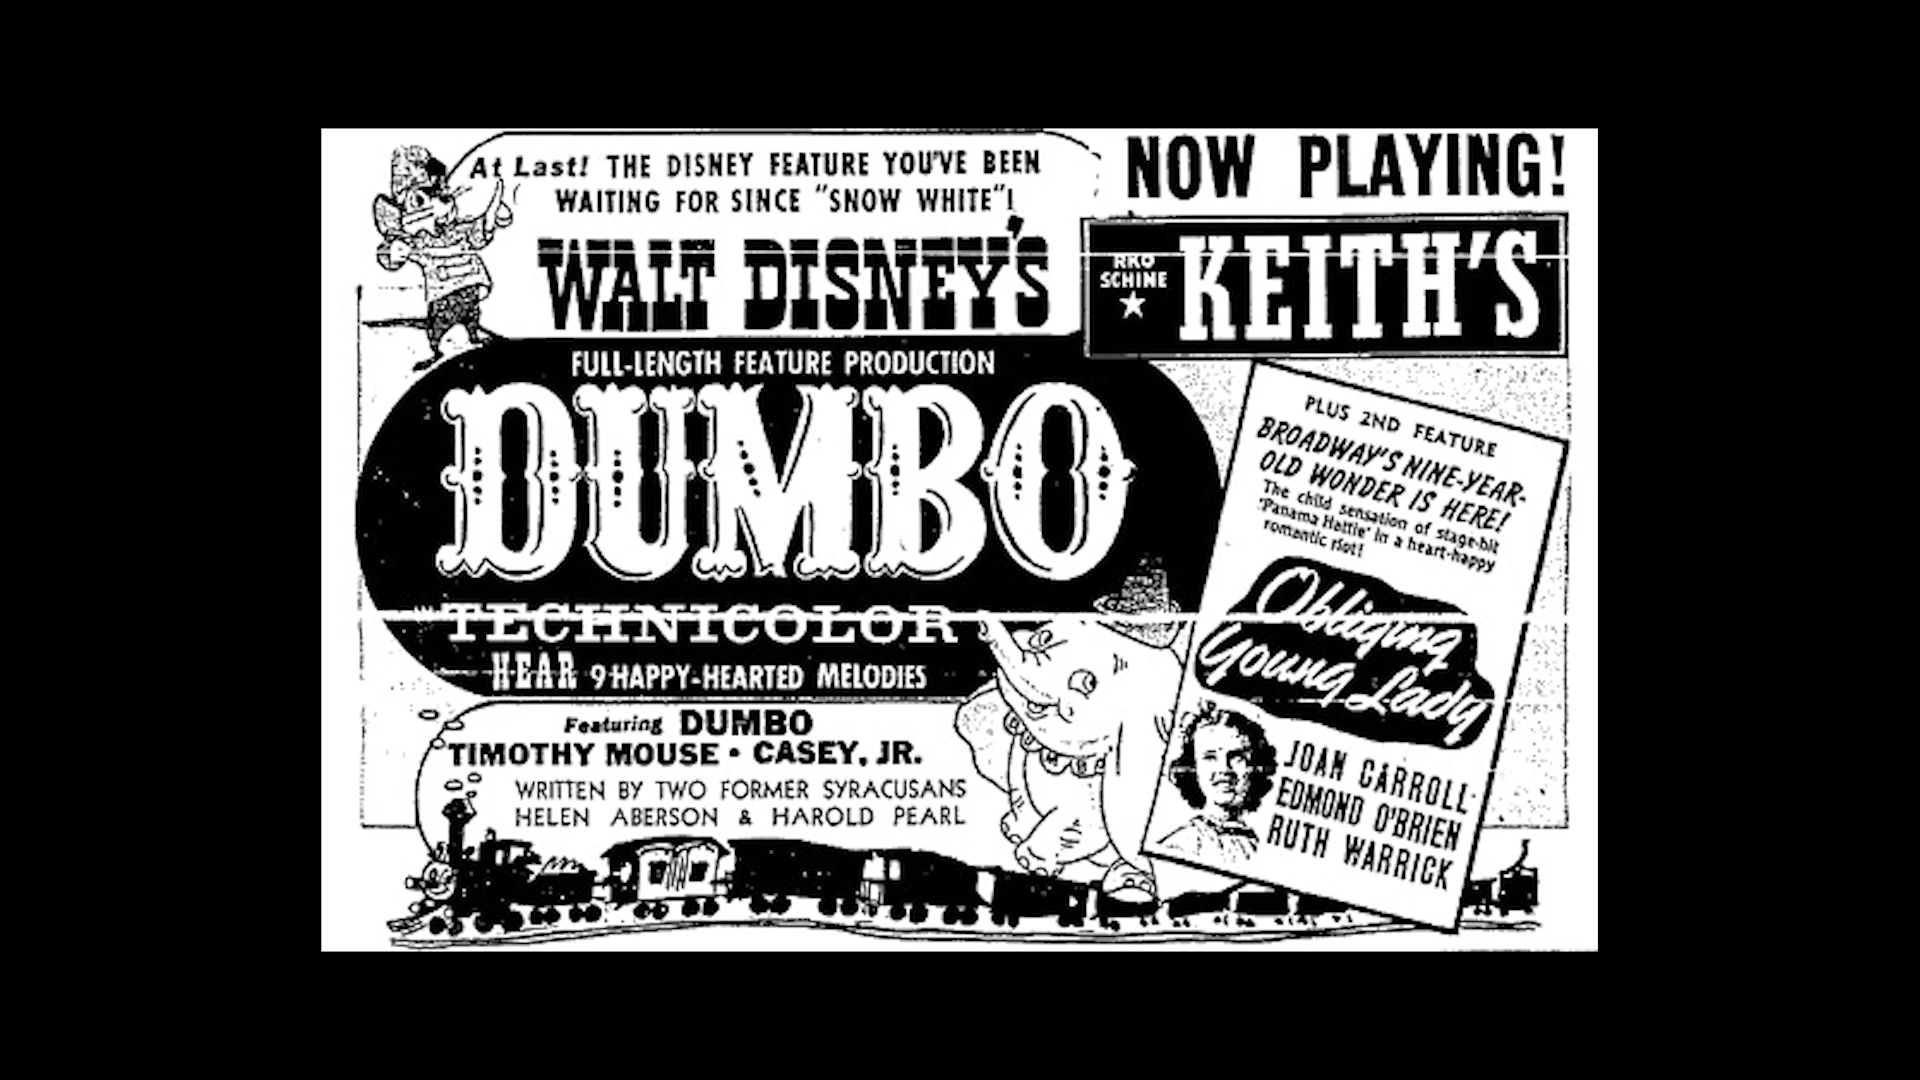 At Last! THE DISNEY FEATURE YOU'VE BEEN
WAITING FOR SINCE "SNOW WHITE"!
WALT DISNEY'S
FULL-LENGTH FEATURE PRODUCTION
DUMBO
IN TECHNICOLOR
HEAR 9 HAPPY-HEARTED MELODIES
Featuring DUMBO
TIMOTHY MOUSE • CASEY, JR.
WRITTEN BY TWO FORMER SYRACUSANS
HELEN ABERSON & HAROLD PEARL
DUMBO
NOW PLAYING!
RKO
SCHINE
KEITH'S
PLUS 2ND FEATURE
BROADWAY'S NINE-YEAR-
OLD WONDER IS HERE!
The child sensation of stage-hit
'Panama Hattie' in a heart-happy
romantic riot!
Obliging
Young Lady
JOAN CARROLL
EDMOND O'BRIEN
RUTH WARRICK